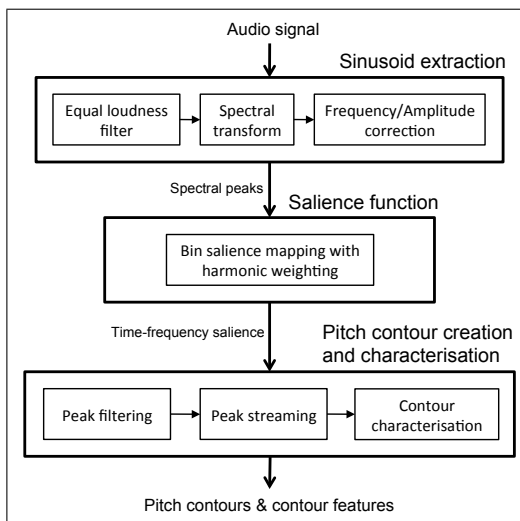 Audio signal
Sinusoid extraction
Equal loudness
filter
Spectral
transform
Frequency/Amplitude
correction
Spectral peaks
Salience function
Bin salience mapping with
harmonic weighting
Time-frequency salience
Pitch contour creation
and characterisation
Peak filtering
Peak streaming
Contour
characterisation
Pitch contours & contour features